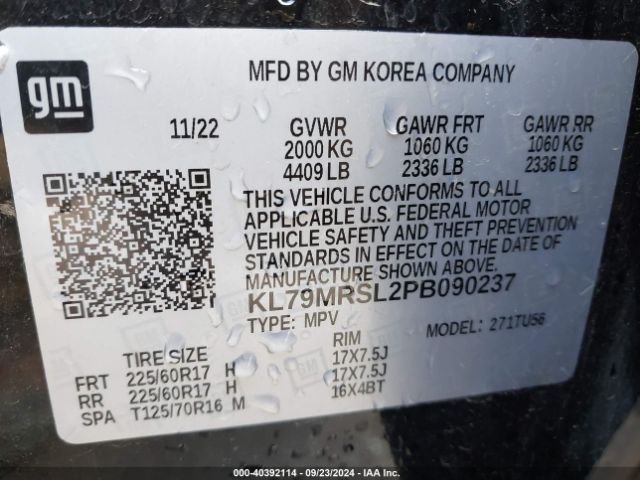 gm
MFD BY GM KOREA COMPANY
11/22
GVWR GAWR FRT GAWR RR
2000 KG 1060 KG 1060 KG
4409 LB 2336 LB 2336 LB
THIS VEHICLE CONFORMS TO ALL
APPLICABLE U.S. FEDERAL MOTOR
VEHICLE SAFETY AND THEFT PREVENTION
STANDARDS IN EFFECT ON THE DATE OF
MANUFACTURE SHOWN ABOVE.
KL79MRSL2PB090237
TYPE: MPV MODEL: 271TU56
TIRE SIZE RIM
FRT 225/60R17 H 17X7.5J
RR 225/60R17 H 17X7.5J
SPA T125/70R16 M 16X4BT
000-40392114 - 09/23/2024 - IAA Inc.